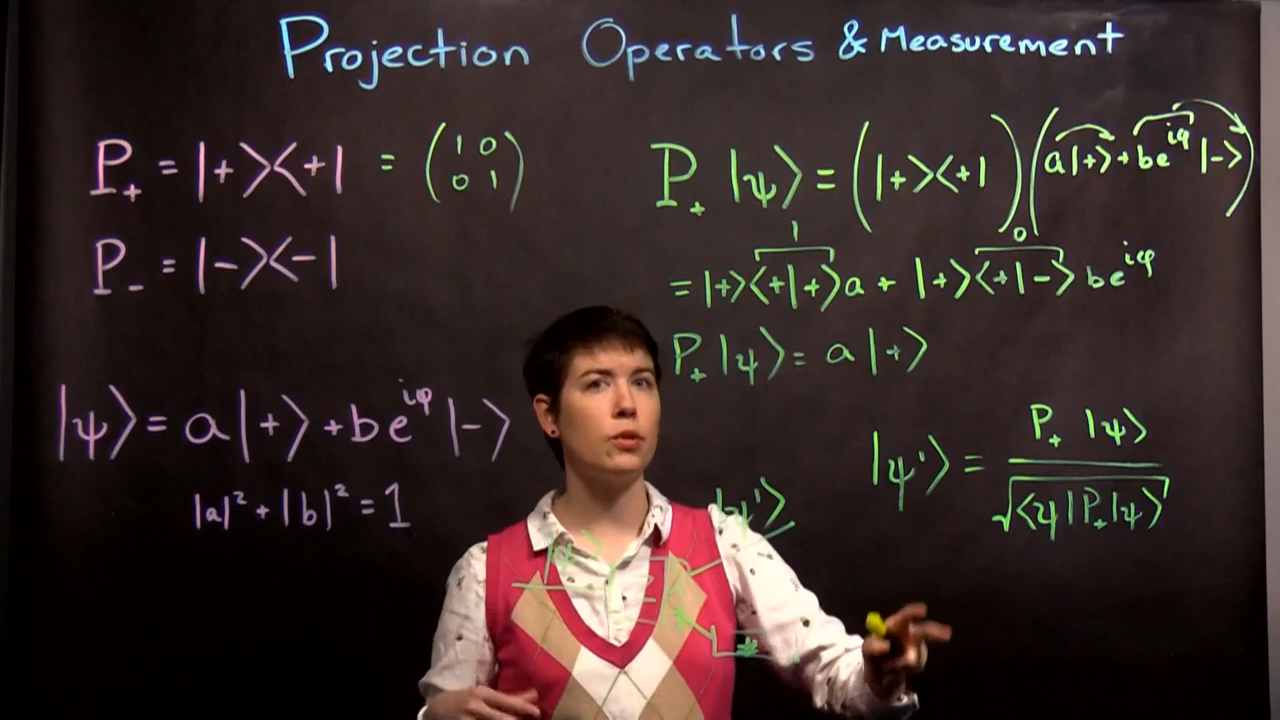 Projection Operators & Measurement
P₊ = |+><+| = (1 0
0 1)
P₋ = |-><-|
|ψ> = a|+> + be^{iφ} |->
|a|² + |b|² = 1
P₊ |ψ> = (|+><+|)(a|+> + be^{iφ} |->)
1 0
= |+><+|+>a + |+><+|-> be^{iφ}
P₊ |ψ> = a |+>
|ψ'> = P₊ |ψ> / √<ψ|P₊|ψ>
|ψ'>